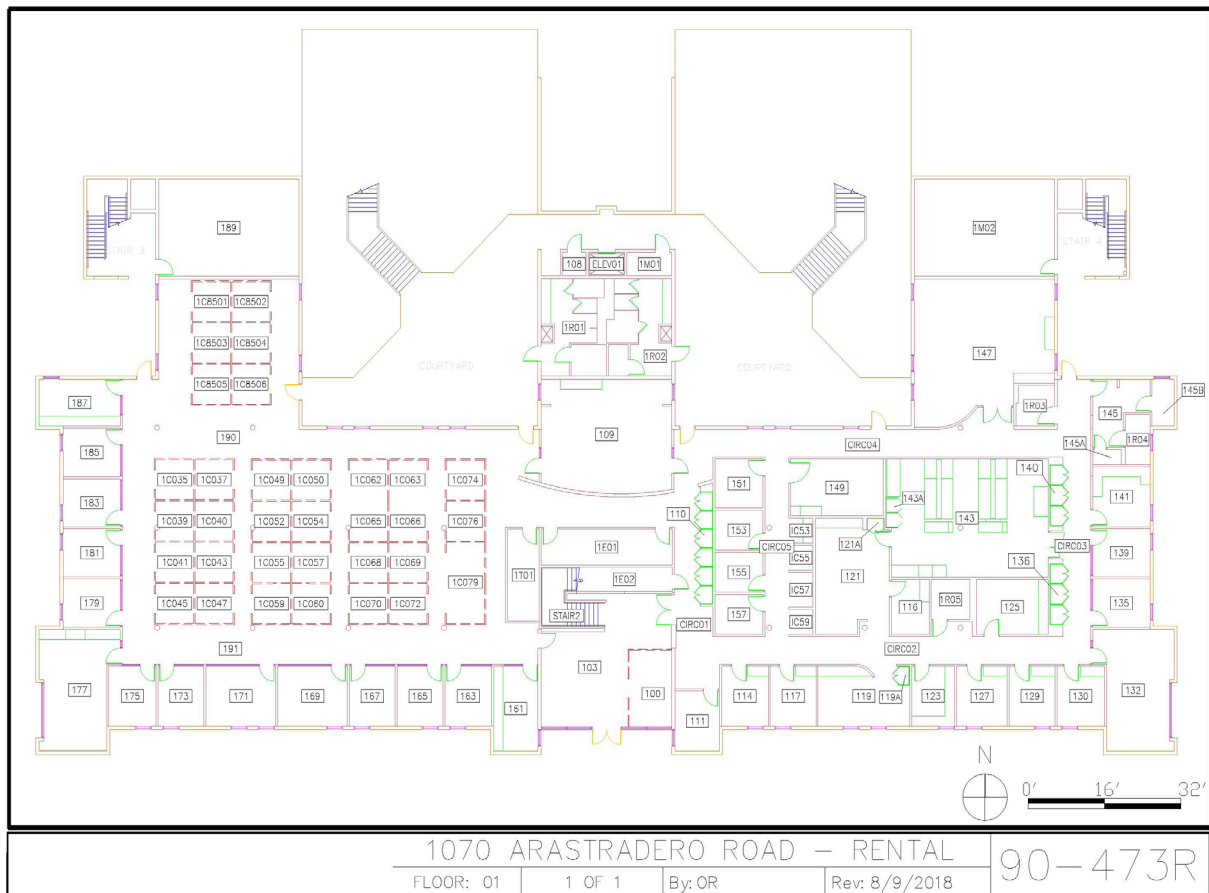 189
1M02
STAIR 3
STAIR 4
108
ELEV01
1M01
1C8501
1C8502
1C8503
1C8504
1C8505
1C8506
1R01
1R02
COURTYARD
COURTYARD
147
1R03
145B
145
1R04
145A
187
190
109
CIRC04
185
183
181
179
1C035
1C037
1C049
1C050
1C062
1C063
1C074
1C039
1C040
1C052
1C054
1C065
1C066
1C076
1C041
1C043
1C055
1C057
1C068
1C069
1C079
1C045
1C047
1C059
1C060
1C070
1C072
151
149
143A
140
141
110
153
IC53
143
CIRC05
121A
CIRC03
IC55
139
1E01
155
121
136
1T01
1E02
IC57
116
1R05
125
135
157
IC59
STAIR2
CIRC01
CIRC02
191
103
177
175
173
171
169
167
165
163
161
100
111
114
117
119
119A
123
127
129
130
132
N
0' 16' 32'
1070 ARASTRADERO ROAD – RENTAL
90-473R
FLOOR: 01 1 OF 1 By: OR Rev: 8/9/2018